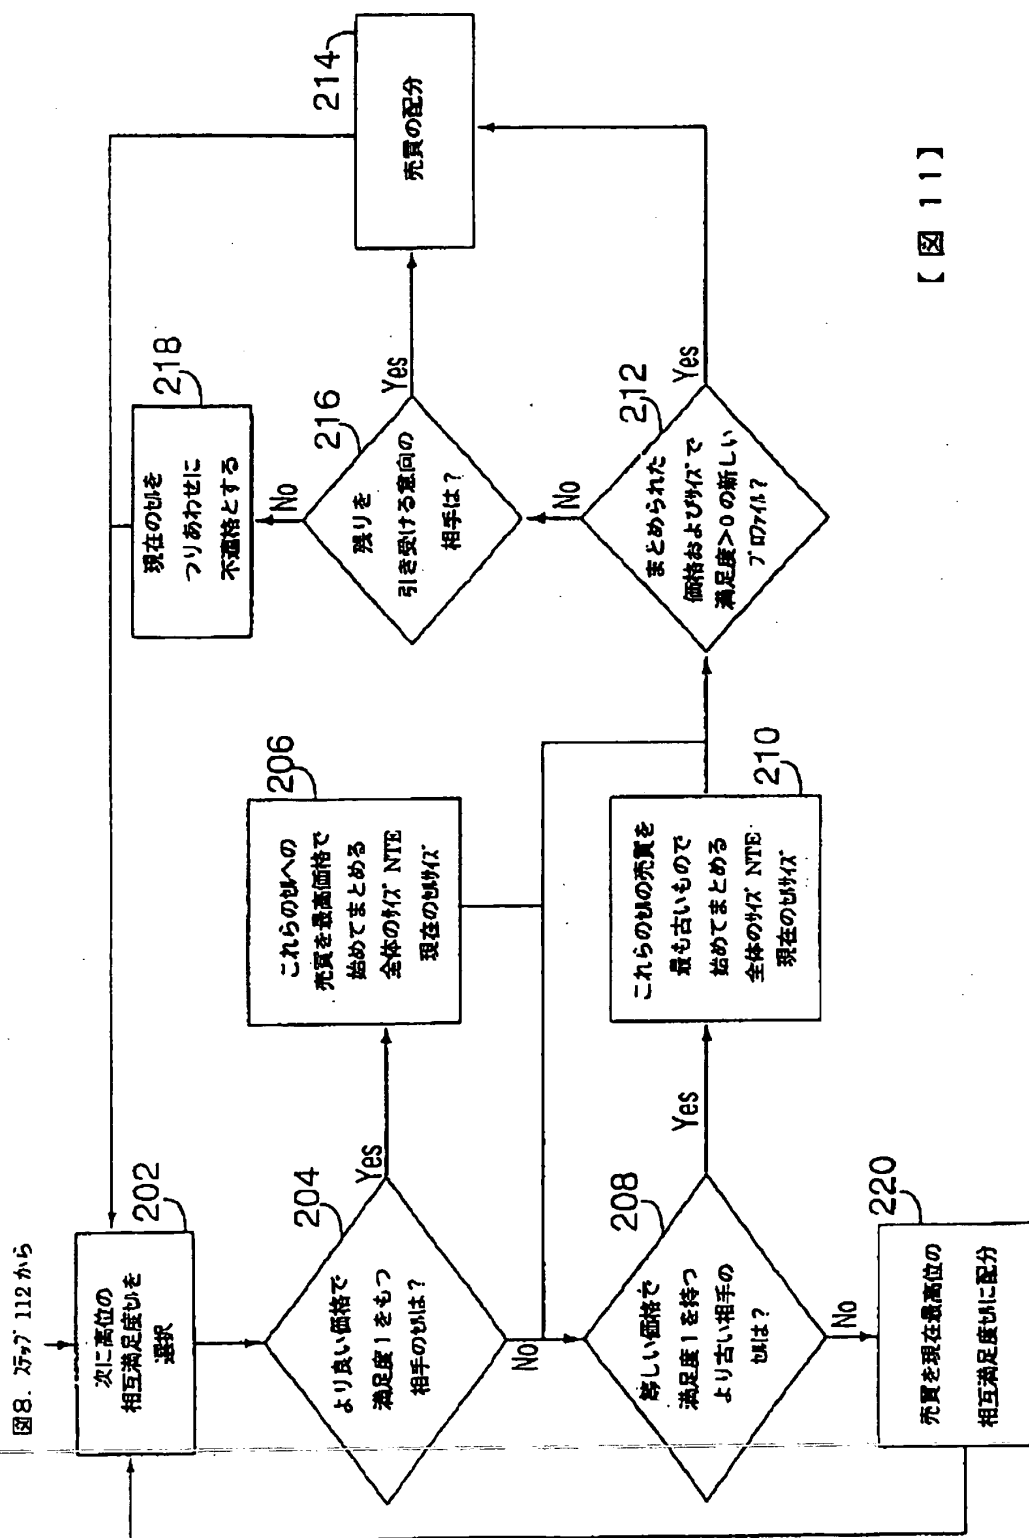 図8. ステップ 112 から
202
次に高位の
相互満足度セルを
選択
204
より良い価格で
満足度1をもつ
相手のセルは?
Yes
No
206
これらのセルへの
売買を最高価格で
始めてまとめる
全体のサイズ NTE
現在のセルサイズ
208
等しい価格で
満足度1を持つ
より古い相手の
セルは?
Yes
No
210
これらのセルの売買を
最も古いもので
始めてまとめる
全体のサイズ NTE
現在のセルサイズ
212
まとめられた
価格およびサイズで
満足度>0の新しい
プロファイル?
Yes
No
214
売買の配分
216
残りを
引き受ける意向の
相手は?
Yes
No
218
現在のセルを
つりあわせに
不適格とする
220
売買を現在最高位の
相互満足度セルに配分
【図 11】